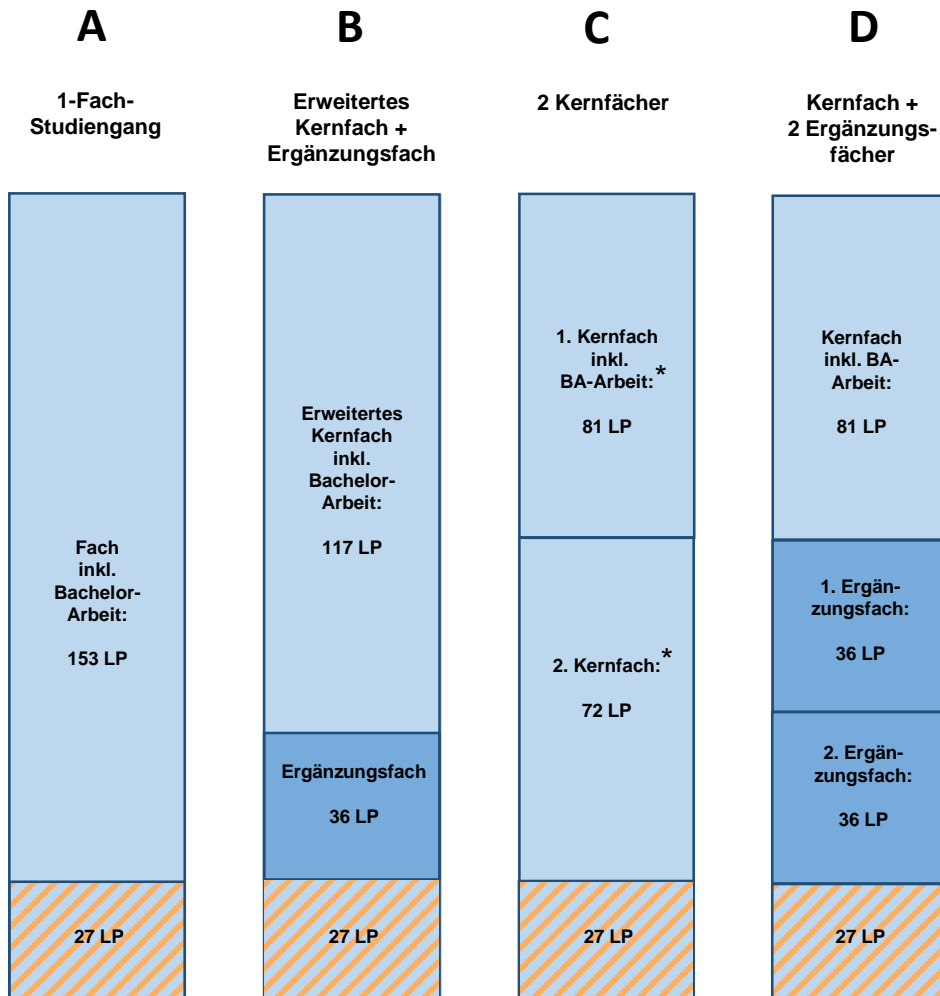 A
1-Fach-
Studiengang
Fach
inkl.
Bachelor-
Arbeit:
153 LP
27 LP
B
Erweitertes
Kernfach +
Ergänzungsfach
Erweitertes
Kernfach
inkl.
Bachelor-
Arbeit:
117 LP
Ergänzungsfach
36 LP
27 LP
C
2 Kernfächer
1. Kernfach
inkl.
BA-Arbeit:*
81 LP
2. Kernfach:*
72 LP
27 LP
D
Kernfach +
2 Ergänzungs-
fächer
Kernfach
inkl. BA-
Arbeit:
81 LP
1. Ergän-
zungsfach:
36 LP
2. Ergän-
zungsfach:
36 LP
27 LP